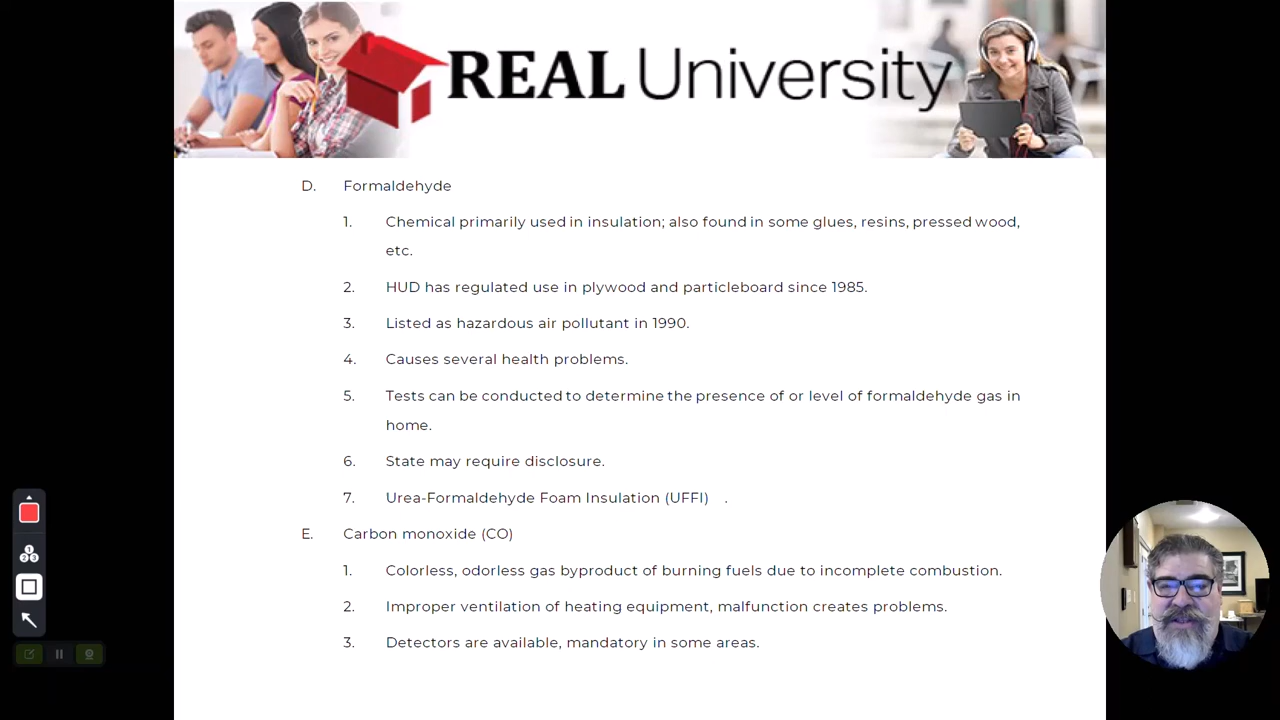 REAL University
D. Formaldehyde
1. Chemical primarily used in insulation; also found in some glues, resins, pressed wood,
etc.
2. HUD has regulated use in plywood and particleboard since 1985.
3. Listed as hazardous air pollutant in 1990.
4. Causes several health problems.
5. Tests can be conducted to determine the presence of or level of formaldehyde gas in
home.
6. State may require disclosure.
7. Urea-Formaldehyde Foam Insulation (UFFI) .
E. Carbon monoxide (CO)
1. Colorless, odorless gas byproduct of burning fuels due to incomplete combustion.
2. Improper ventilation of heating equipment, malfunction creates problems.
3. Detectors are available, mandatory in some areas.